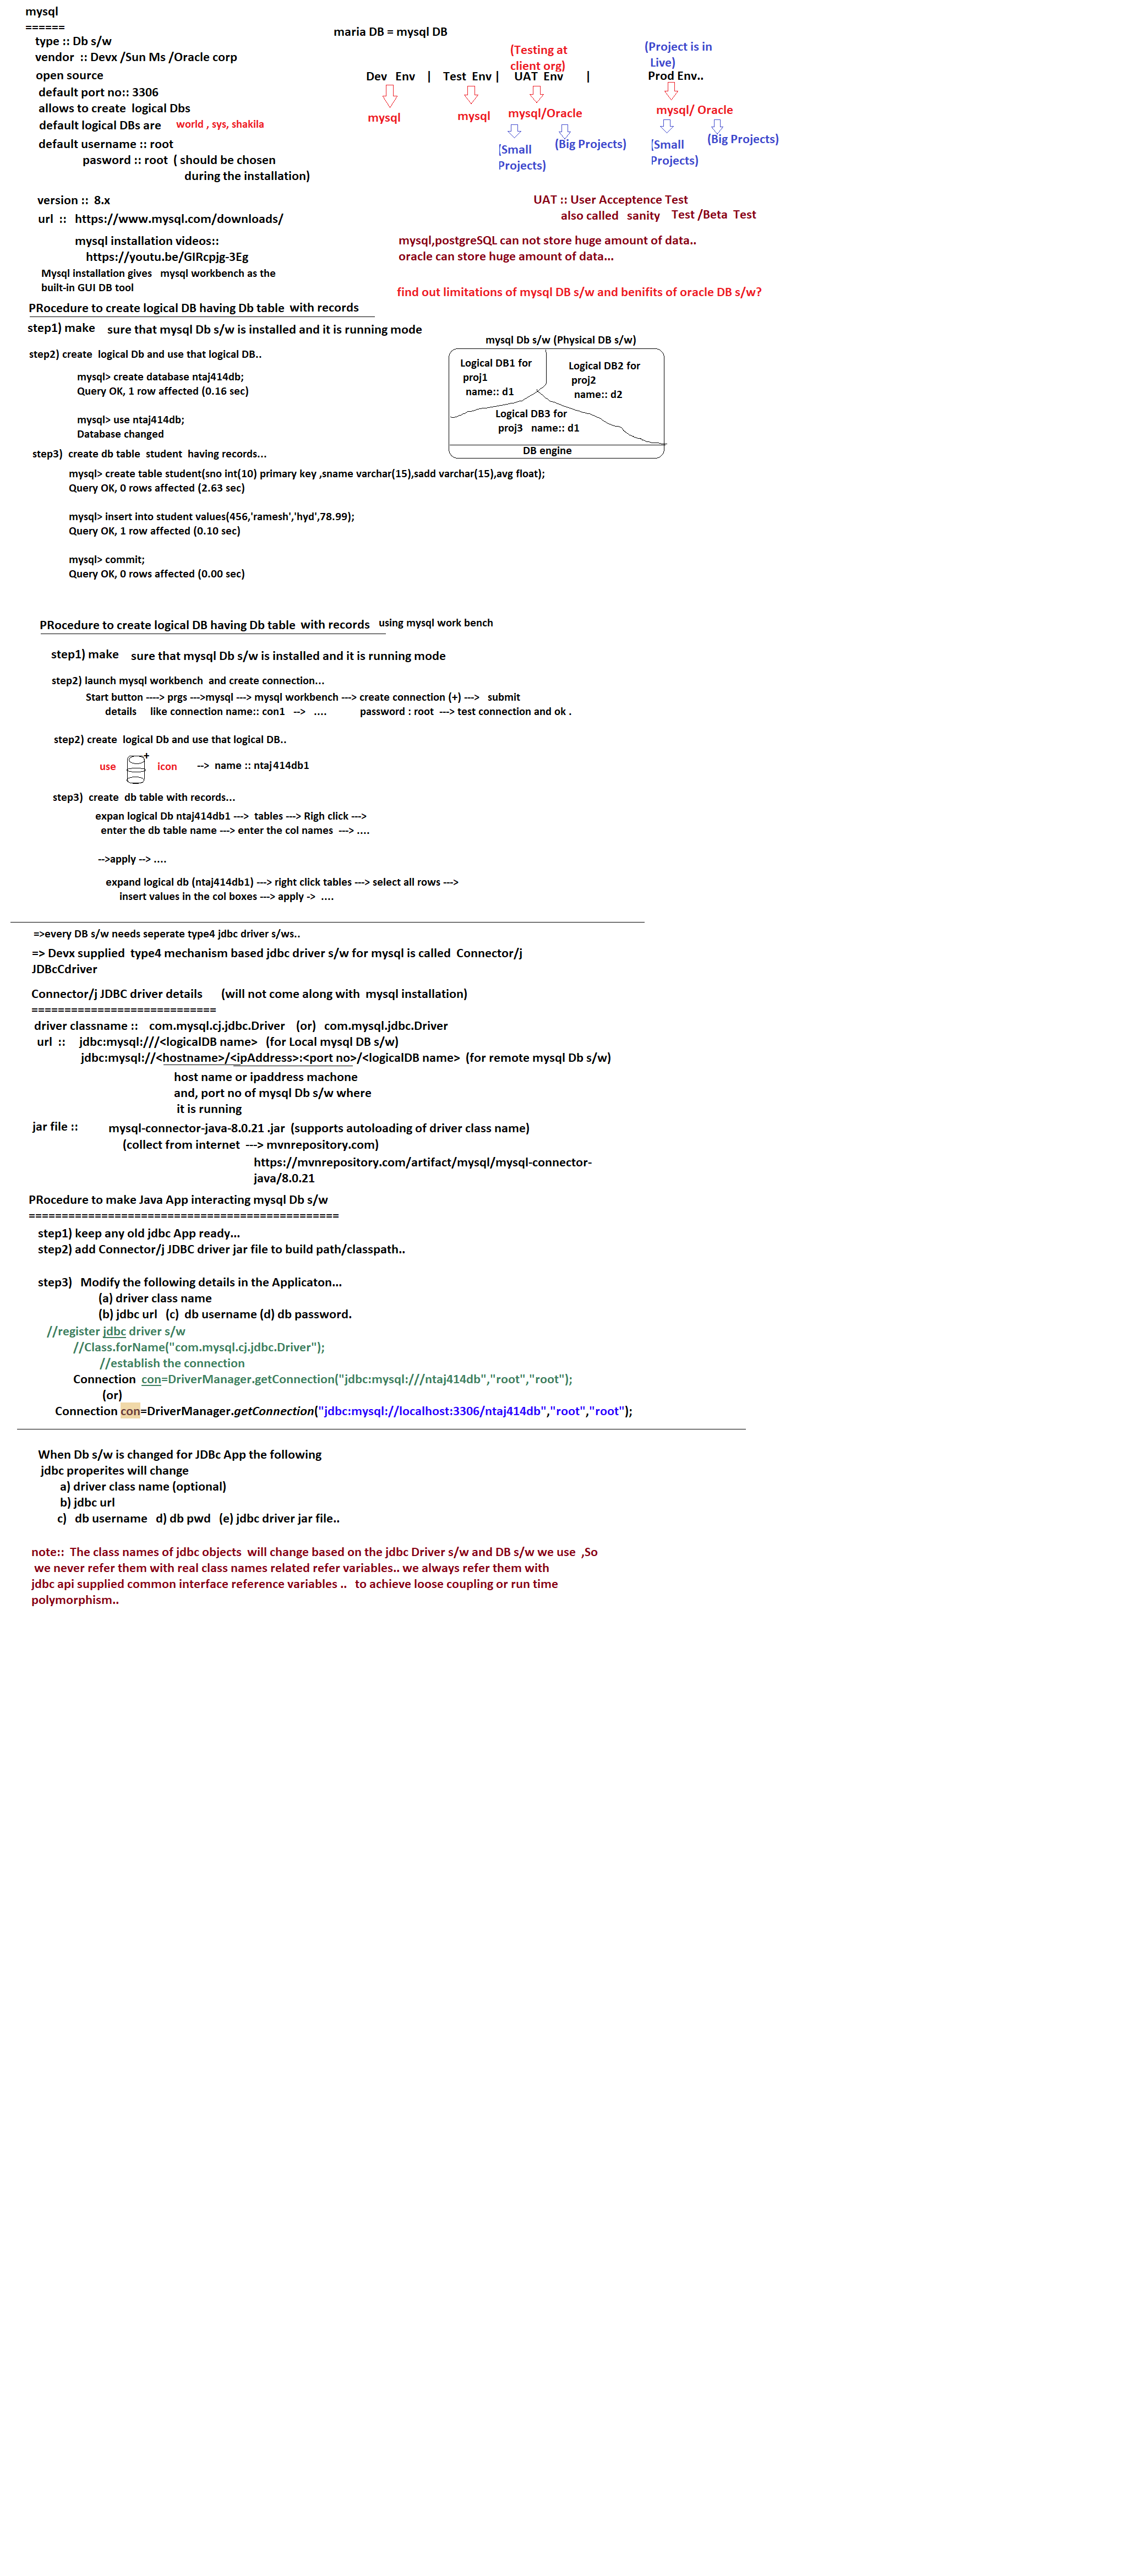 mysql
======
type :: Db s/w
vendor :: Devx /Sun Ms /Oracle corp
open source
default port no:: 3306
allows to create logical Dbs
default logical DBs are world , sys, shakila
default username :: root
pasword :: root ( should be chosen
during the installation)
version :: 8.x
url :: https://www.mysql.com/downloads/
mysql installation videos::
https://youtu.be/GIRcpjg-3Eg
Mysql installation gives mysql workbench as the
built-in GUI DB tool
maria DB = mysql DB
(Testing at
client org)
(Project is in
Live)
Dev Env | Test Env | UAT Env | Prod Env..
mysql
mysql
mysql/Oracle
mysql/ Oracle
(Small
Projects)
(Big Projects)
(Small
Projects)
(Big Projects)
UAT :: User Acceptence Test
also called sanity Test /Beta Test
mysql,postgreSQL can not store huge amount of data..
oracle can store huge amount of data...
find out limitations of mysql DB s/w and benifits of oracle DB s/w?
PRocedure to create logical DB having Db table with records
step1) make sure that mysql Db s/w is installed and it is running mode
step2) create logical Db and use that logical DB..
mysql> create database ntaj414db;
Query OK, 1 row affected (0.16 sec)
mysql> use ntaj414db;
Database changed
mysql Db s/w (Physical DB s/w)
Logical DB1 for
proj1
name:: d1
Logical DB2 for
proj2
name:: d2
Logical DB3 for
proj3 name:: d1
DB engine
step3) create db table student having records...
mysql> create table student(sno int(10) primary key ,sname varchar(15),sadd varchar(15),avg float);
Query OK, 0 rows affected (2.63 sec)
mysql> insert into student values(456,'ramesh','hyd',78.99);
Query OK, 1 row affected (0.10 sec)
mysql> commit;
Query OK, 0 rows affected (0.00 sec)
PRocedure to create logical DB having Db table with records using mysql work bench
step1) make sure that mysql Db s/w is installed and it is running mode
step2) launch mysql workbench and create connection...
Start button ----> prgs --->mysql ---> mysql workbench ---> create connection (+) ---> submit
details like connection name:: con1 --> .... password : root ---> test connection and ok .
step2) create logical Db and use that logical DB..
use + icon --> name :: ntaj414db1
step3) create db table with records...
expan logical Db ntaj414db1 ---> tables ---> Righ click --->
enter the db table name ---> enter the col names ---> ....
-->apply --> ....
expand logical db (ntaj414db1) ---> right click tables ---> select all rows --->
insert values in the col boxes ---> apply -> ....
=>every DB s/w needs seperate type4 jdbc driver s/ws..
=> Devx supplied type4 mechanism based jdbc driver s/w for mysql is called Connector/j
JDBcCdriver
Connector/j JDBC driver details (will not come along with mysql installation)
============================
driver classname :: com.mysql.cj.jdbc.Driver (or) com.mysql.jdbc.Driver
url :: jdbc:mysql:///<logicalDB name> (for Local mysql DB s/w)
jdbc:mysql://<hostname>/<ipAddress>:<port no>/<logicalDB name> (for remote mysql Db s/w)
host name or ipaddress machone
and, port no of mysql Db s/w where
it is running
jar file :: mysql-connector-java-8.0.21 .jar (supports autoloading of driver class name)
(collect from internet ---> mvnrepository.com)
https://mvnrepository.com/artifact/mysql/mysql-connector-
java/8.0.21
PRocedure to make Java App interacting mysql Db s/w
===============================================
step1) keep any old jdbc App ready...
step2) add Connector/j JDBC driver jar file to build path/classpath..
step3) Modify the following details in the Applicaton...
(a) driver class name
(b) jdbc url (c) db username (d) db password.
//register jdbc driver s/w
//Class.forName("com.mysql.cj.jdbc.Driver");
//establish the connection
Connection con=DriverManager.getConnection("jdbc:mysql:///ntaj414db","root","root");
(or)
Connection con=DriverManager.getConnection("jdbc:mysql://localhost:3306/ntaj414db","root","root");
When Db s/w is changed for JDBc App the following
jdbc properites will change
a) driver class name (optional)
b) jdbc url
c) db username d) db pwd (e) jdbc driver jar file..
note:: The class names of jdbc objects will change based on the jdbc Driver s/w and DB s/w we use ,So
we never refer them with real class names related refer variables.. we always refer them with
jdbc api supplied common interface reference variables .. to achieve loose coupling or run time
polymorphism..